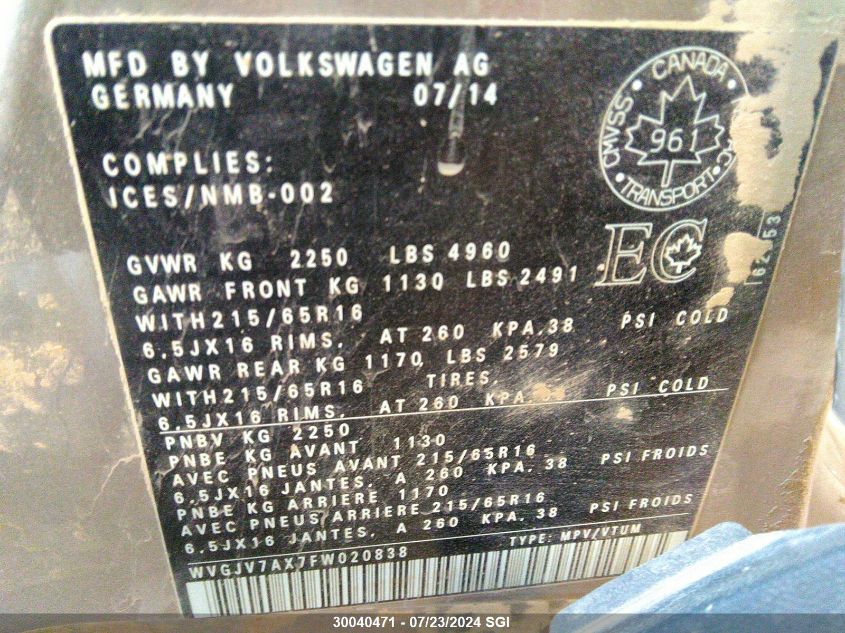 MFD BY VOLKSWAGEN AG
GERMANY 07/14
COMPLIES:
ICES/NMB-002
CANADA
CMVSS
961
TRANSPORT
EC
GVWR KG 2250 LBS 4960
GAWR FRONT KG 1130 LBS 2491
WITH 215/65R16
6.5JX16 RIMS. AT 260 KPA.38 PSI COLD
GAWR REAR KG 1170 LBS 2579
WITH 215/65R16 TIRES.
6.5JX16 RIMS. AT 260 KPA. PSI COLD
PNBV KG 2250
PNBE KG AVANT 1130
AVEC PNEUS AVANT 215/65R16
6.5JX16 JANTES. A 260 KPA. 38 PSI FROIDS
PNBE KG ARRIERE 1170
AVEC PNEUS/ARRIERE 215/65R16
6.5JX16 JANTES. A 260 KPA. 38 PSI FROIDS
TYPE: MPV/VTUM
WVGJV7AX7FW020838
30040471 - 07/23/2024 SGI